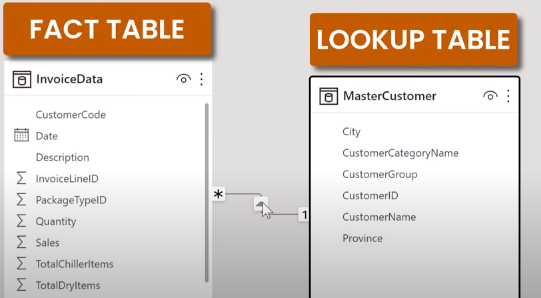 FACT TABLE
InvoiceData
CustomerCode
Date
Description
InvoiceLineID
PackageTypeID
Quantity
Sales
TotalChillerItems
TotalDryItems
*
1
LOOKUP TABLE
MasterCustomer
City
CustomerCategoryName
CustomerGroup
CustomerID
CustomerName
Province